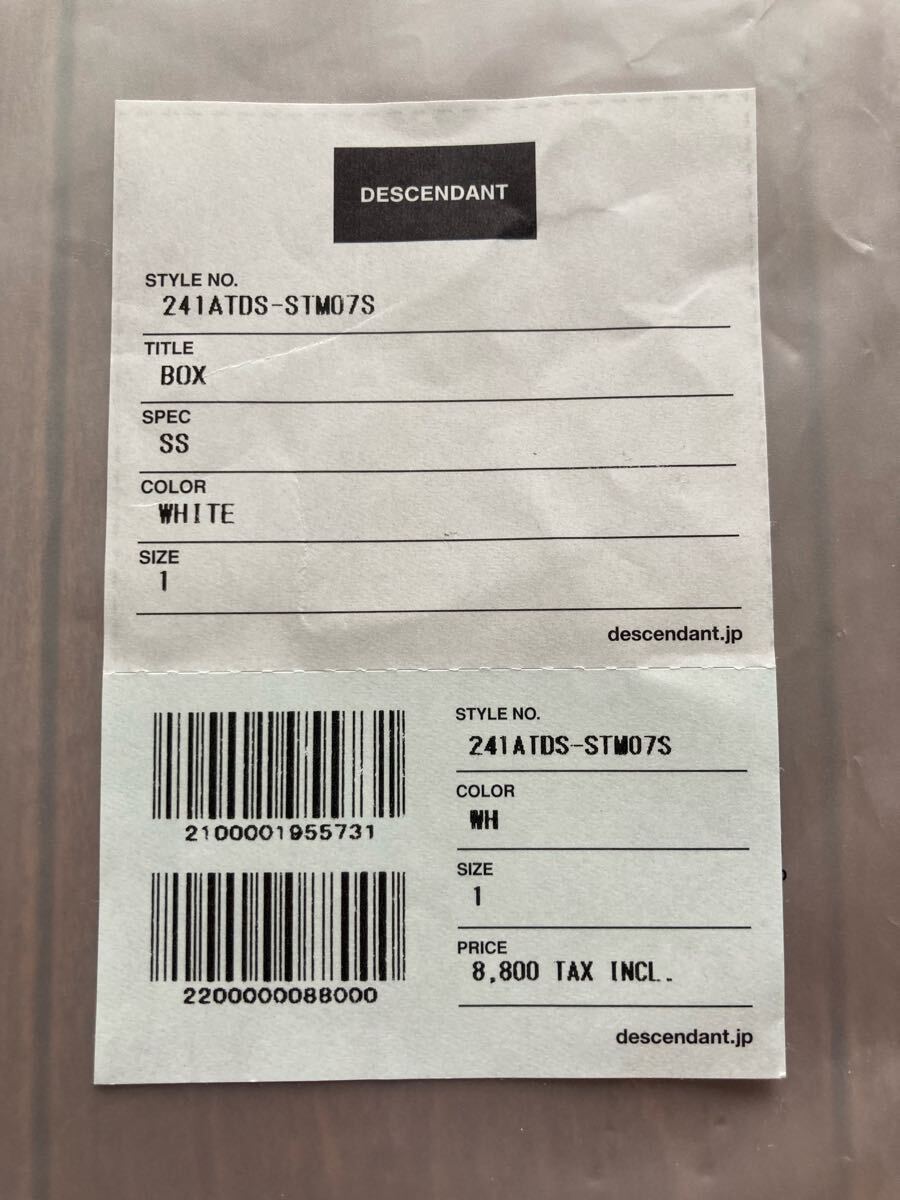 DESCENDANT
STYLE NO.
241ATDS-STM07S
TITLE
BOX
SPEC
SS
COLOR
WHITE
SIZE
1
descendant.jp
2100001955731
2200000088000
STYLE NO.
241ATDS-STM07S
COLOR
WH
SIZE
1
PRICE
8,800 TAX INCL.
descendant.jp